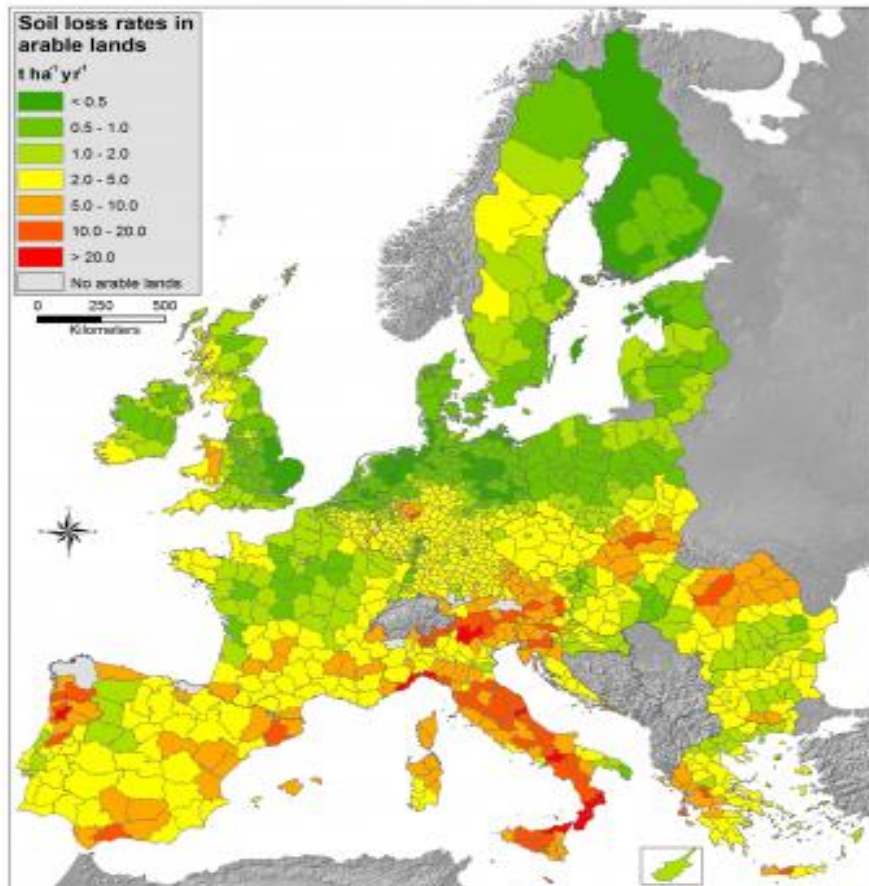 Soil loss rates in
arable lands
t ha⁻¹ yr⁻¹
< 0.5
0.5 - 1.0
1.0 - 2.0
2.0 - 5.0
5.0 - 10.0
10.0 - 20.0
> 20.0
No arable lands
0 250 500
Kilometers